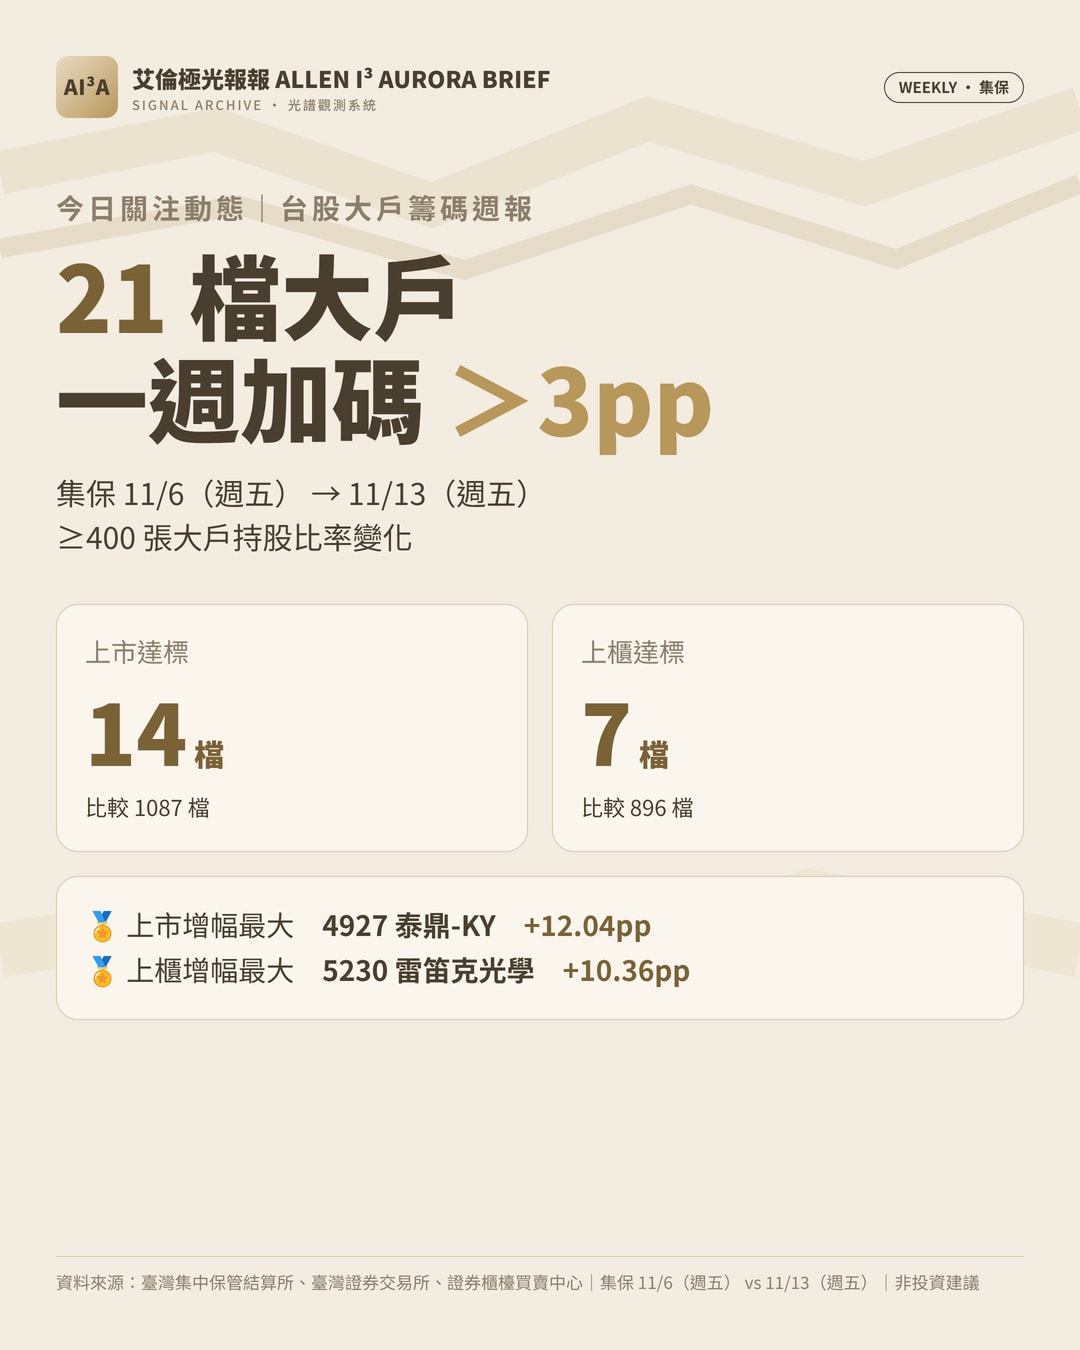 AI³A
艾倫極光報報 ALLEN I³ AURORA BRIEF
SIGNAL ARCHIVE · 光譜觀測系統
WEEKLY · 集保
今日關注動態｜台股大戶籌碼週報
21 檔大戶
一週加碼 ＞3pp
集保 11/6（週五） → 11/13（週五）
≥400 張大戶持股比率變化
上市達標
14 檔
比較 1087 檔
上櫃達標
7 檔
比較 896 檔
🏅 上市增幅最大 4927 泰鼎-KY +12.04pp
🏅 上櫃增幅最大 5230 雷笛克光學 +10.36pp
資料來源：臺灣集中保管結算所、臺灣證券交易所、證券櫃檯買賣中心｜集保 11/6（週五） vs 11/13（週五）｜非投資建議